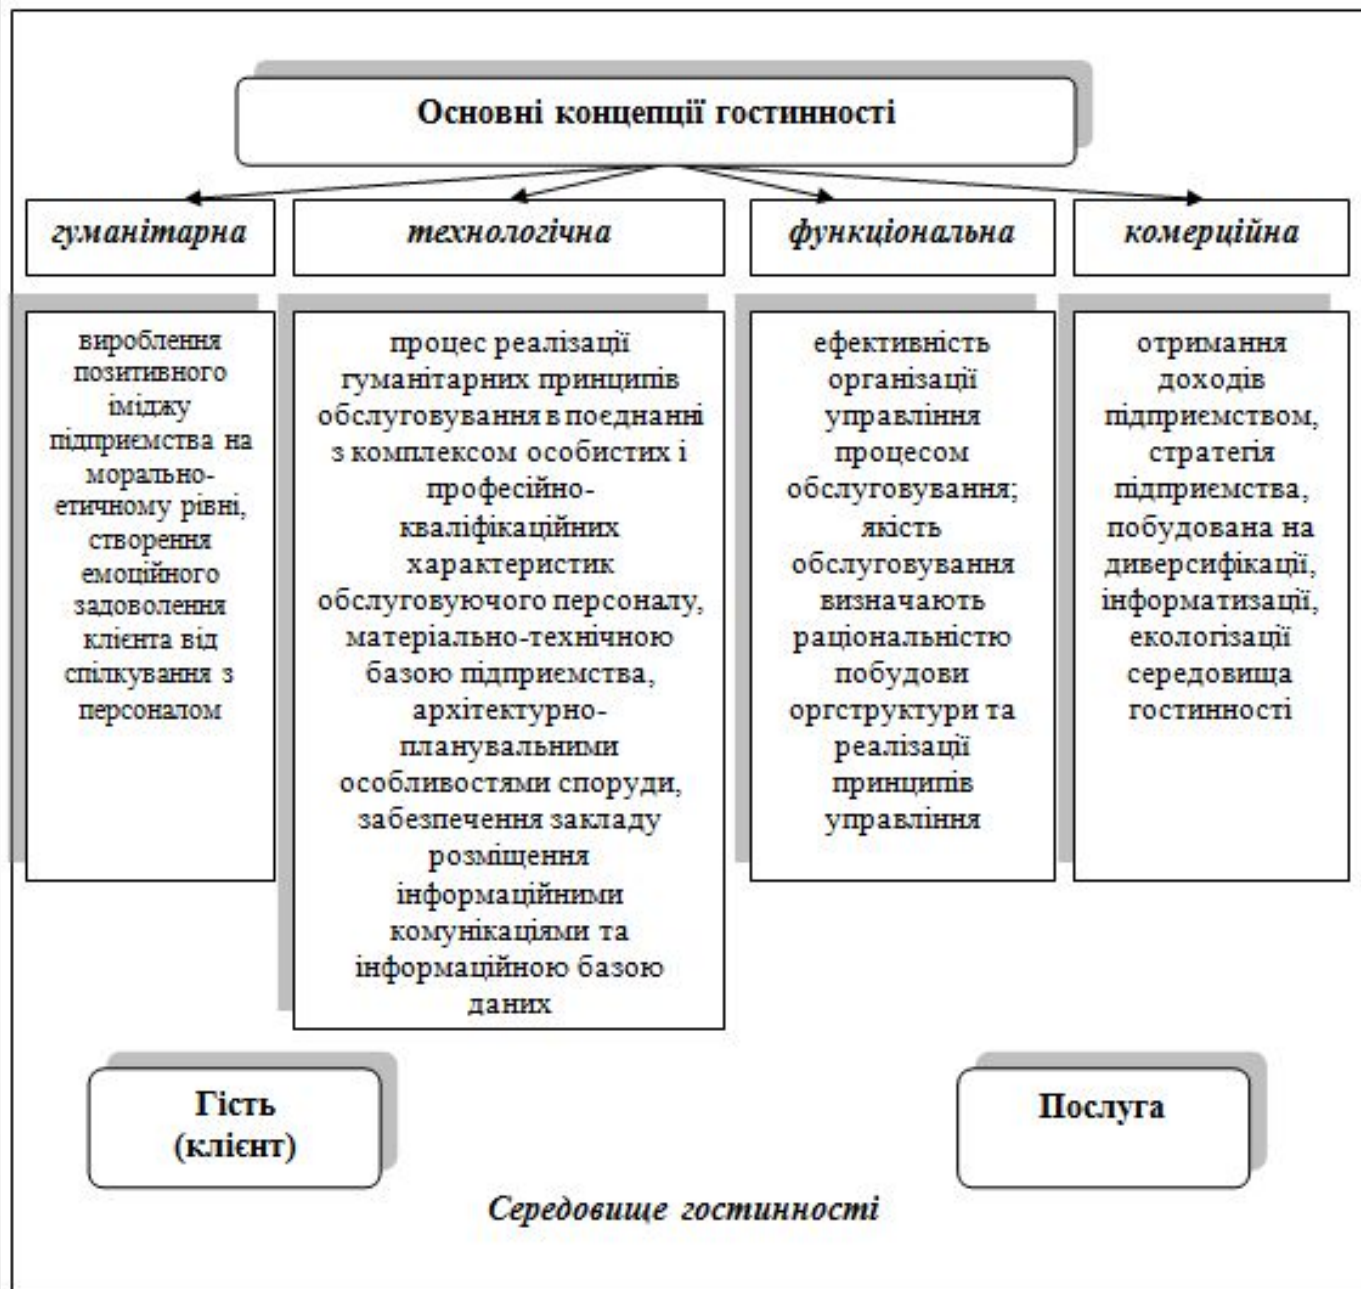 Основні концепції гостинності
гуманітарна
технологічна
функціональна
комерційна
вироблення
позитивного
іміджу
підприємства на
морально-
етичному рівні,
створення
емоційного
задоволення
клієнта від
спілкування з
персоналом
процес реалізації
гуманітарних принципів
обслуговування в поєднанні
з комплексом особистих і
професійно-
кваліфікаційних
характеристик
обслуговуючого персоналу,
матеріально-технічною
базою підприємства,
архітектурно-
планувальними
особливостями споруди,
забезпечення закладу
розміщення
інформаційними
комунікаціями та
інформаційною базою
даних
ефективність
організації
управління
процесом
обслуговування;
якість
обслуговування
визначають
раціональністю
побудови
оргструктури та
реалізації
принципів
управління
отримання
доходів
підприємством,
стратегія
підприємства,
побудована на
диверсифікації,
інформатизації,
екологізації
середовища
гостинності
Гість
(клієнт)
Послуга
Середовище гостинності